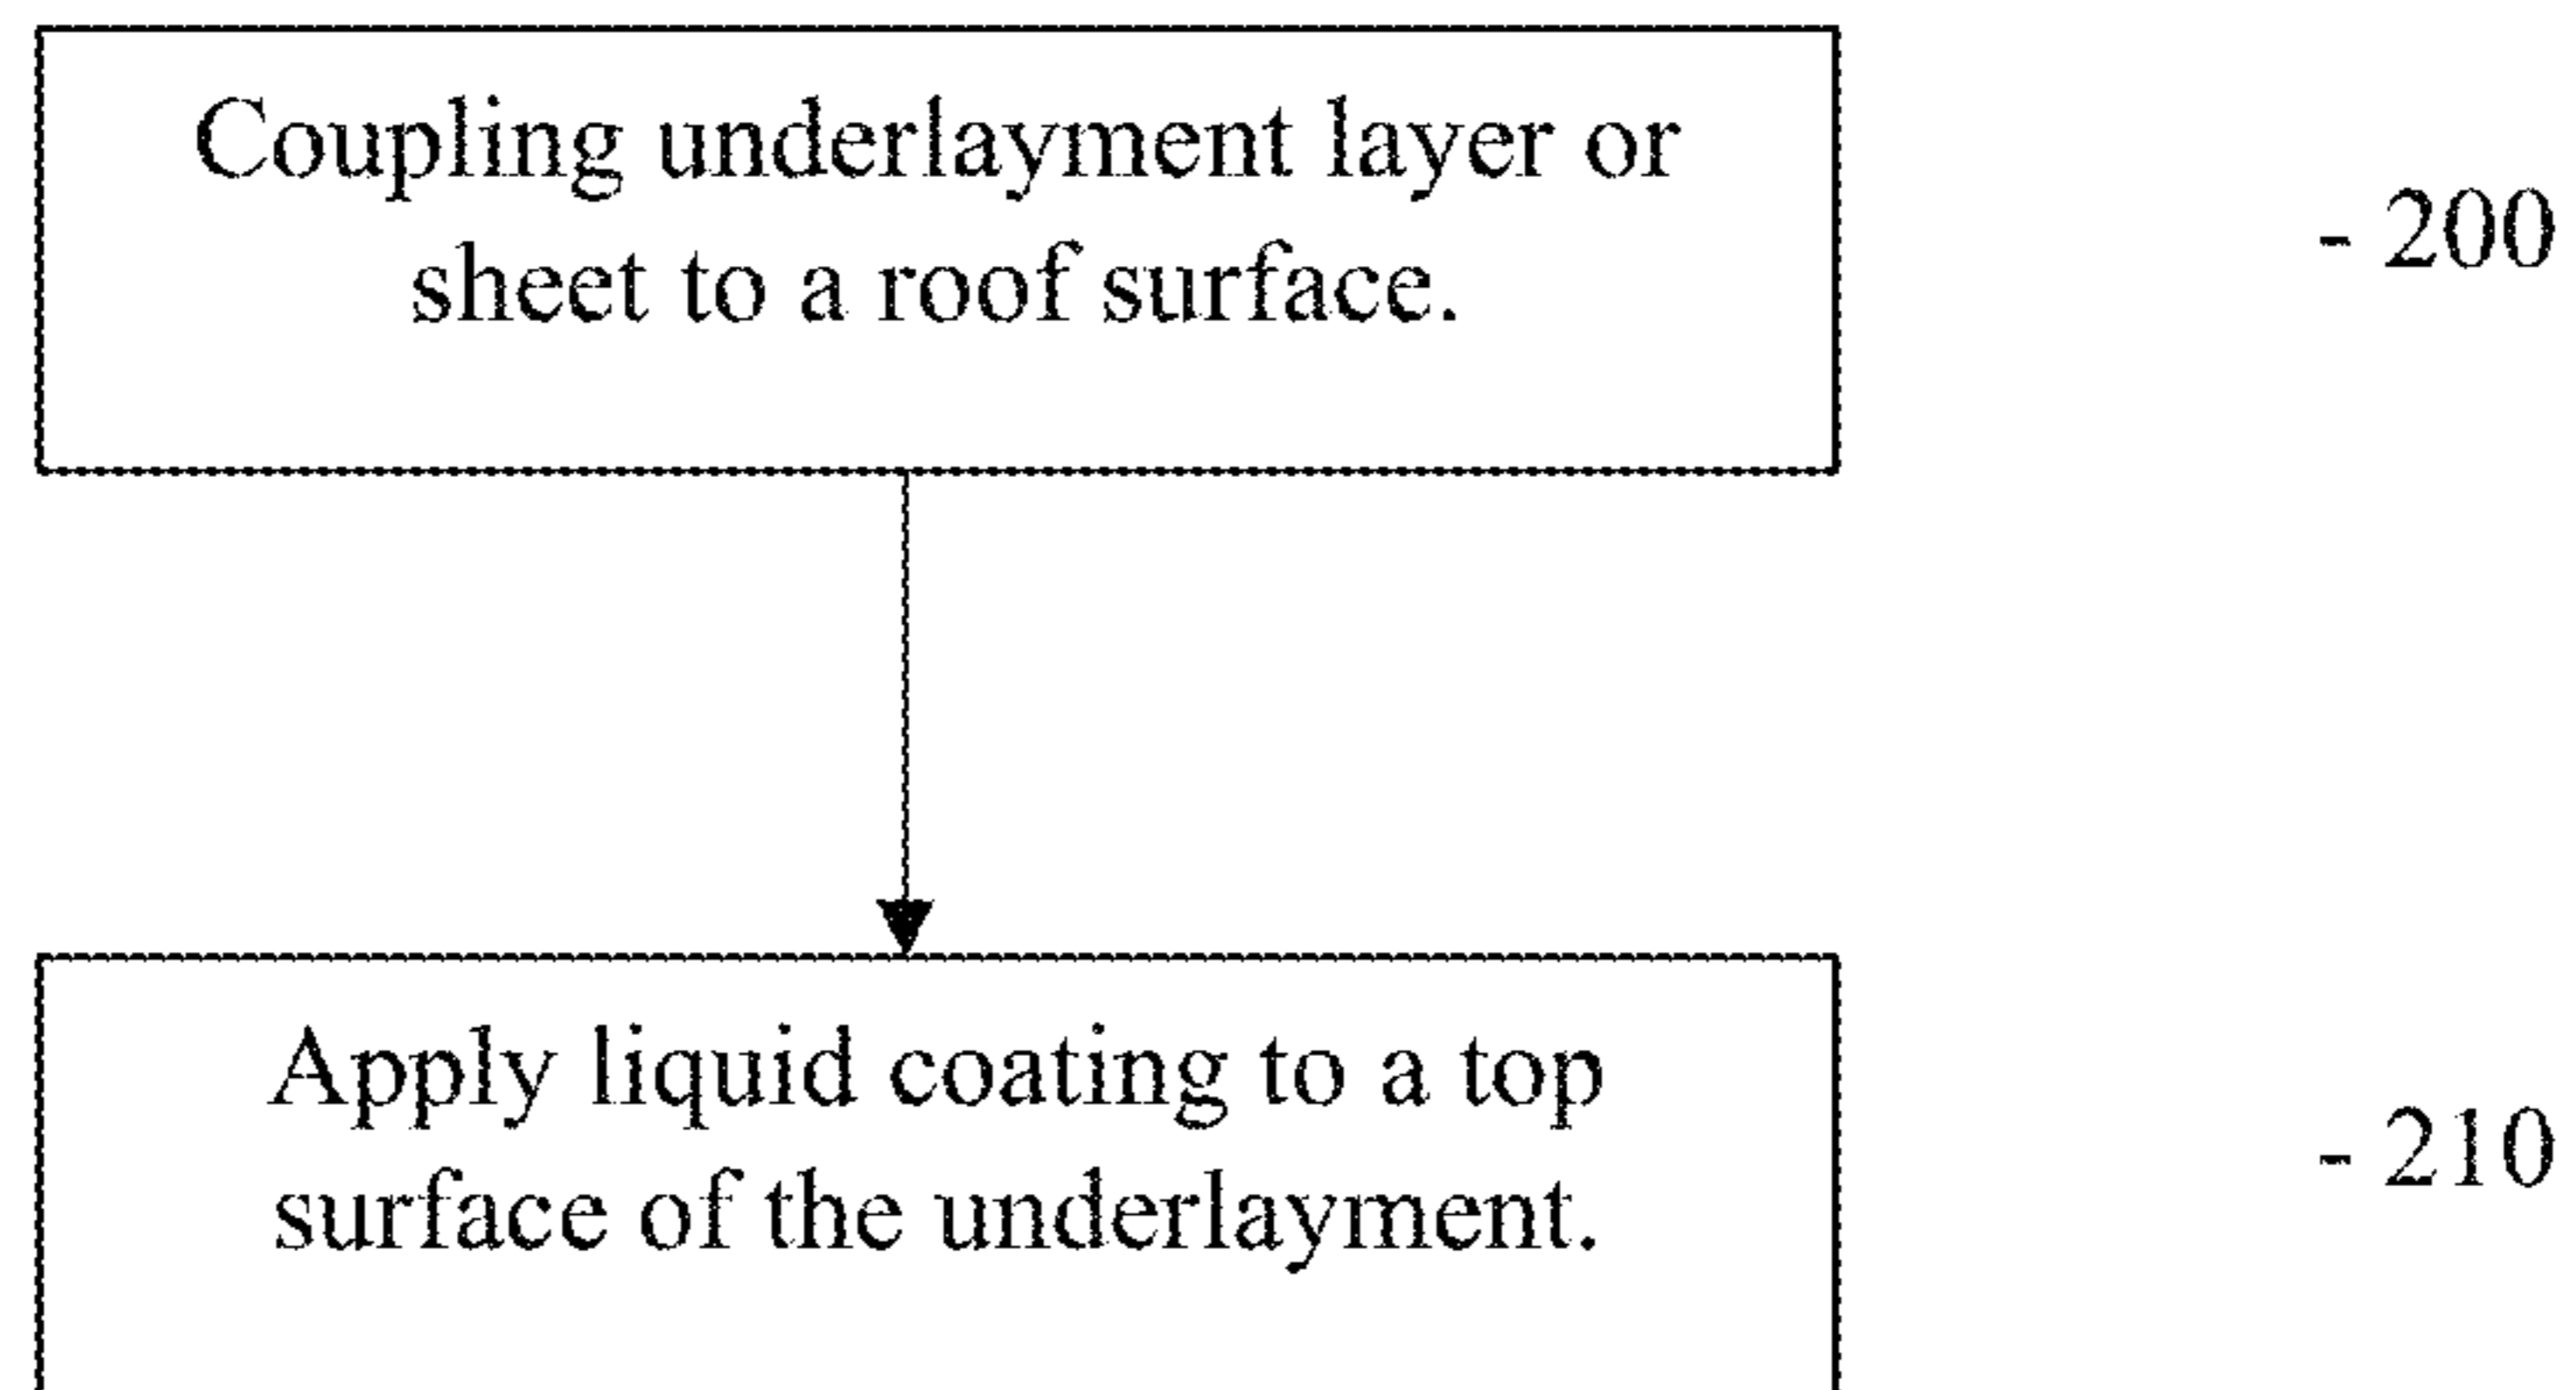 Coupling underlayment layer or
sheet to a roof surface.
- 200
Apply liquid coating to a top
surface of the underlayment.
- 210